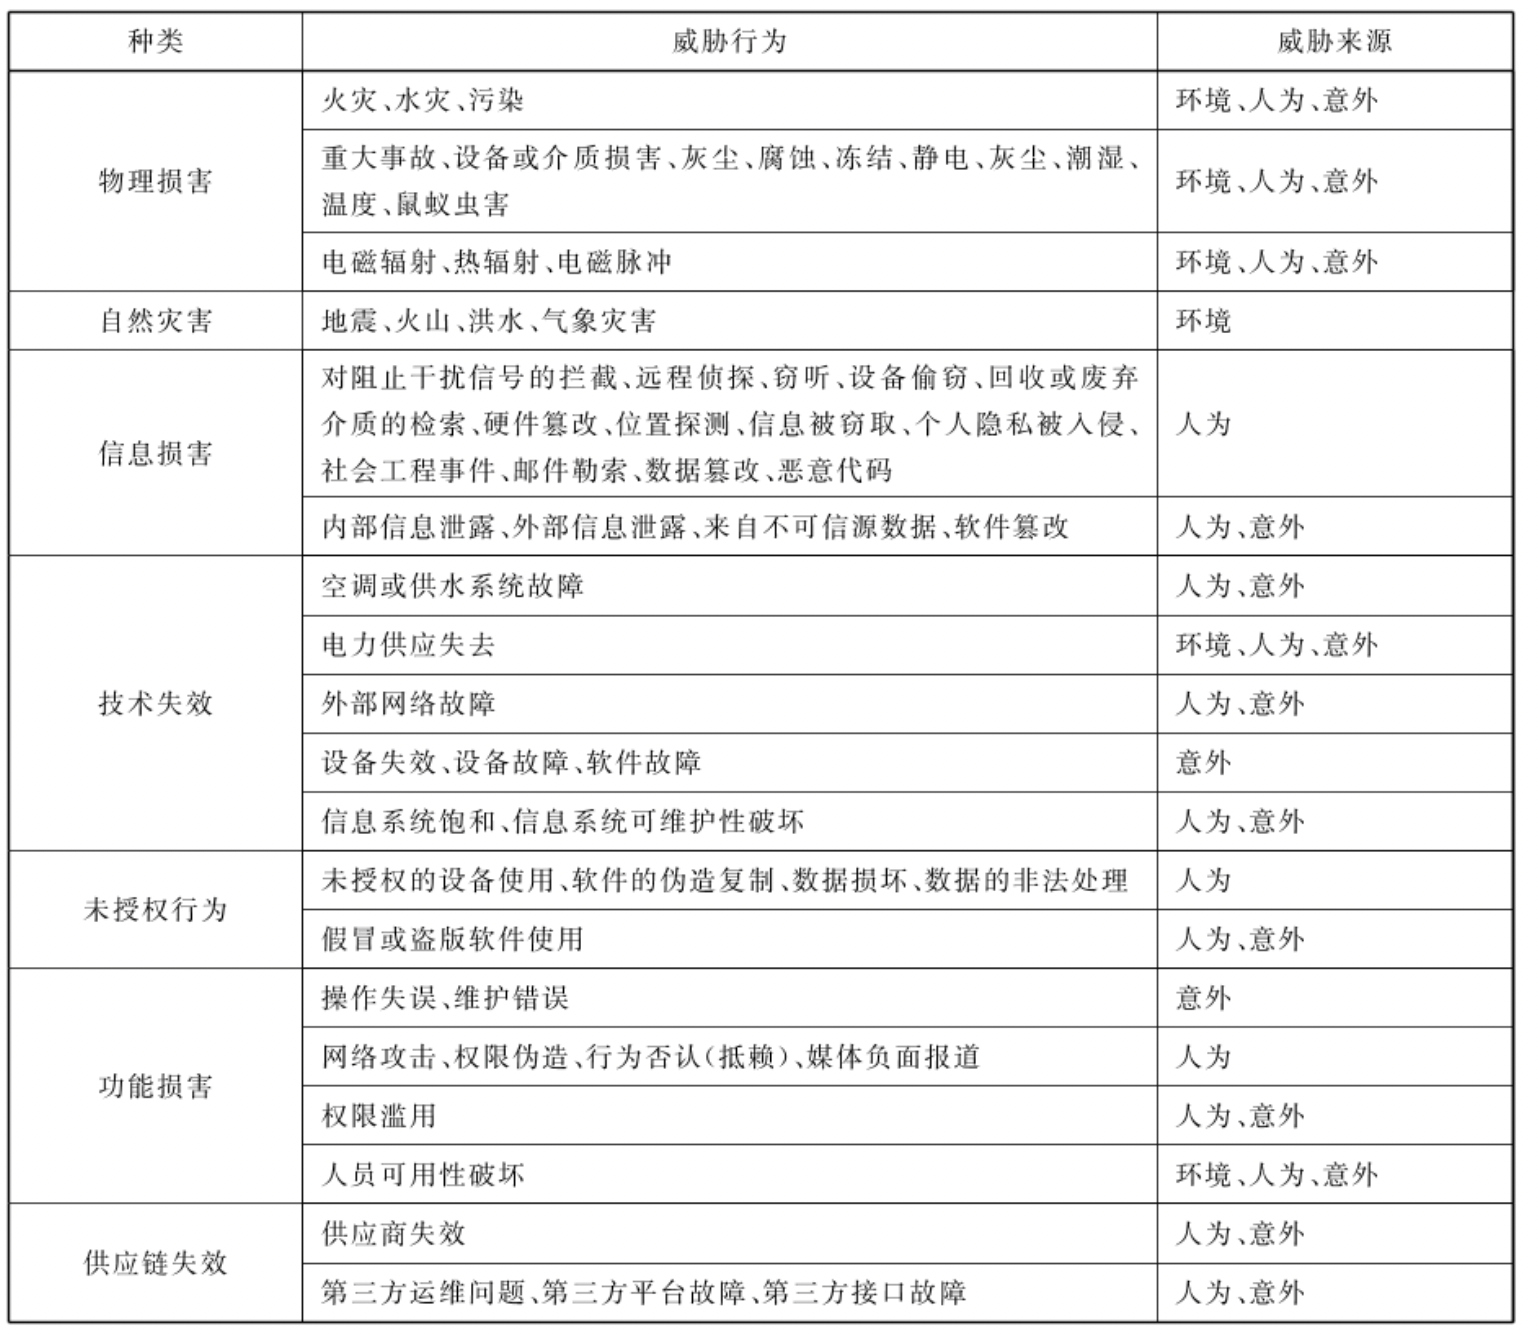 种类 威胁行为 威胁来源
物理损害
火灾、水灾、污染 环境、人为、意外
重大事故、设备或介质损害、灰尘、腐蚀、冻结、静电、灰尘、潮湿、
温度、鼠蚁虫害 环境、人为、意外
电磁辐射、热辐射、电磁脉冲 环境、人为、意外
自然灾害 地震、火山、洪水、气象灾害 环境
信息损害
对阻止干扰信号的拦截、远程侦探、窃听、设备偷窃、回收或废弃
介质的检索、硬件篡改、位置探测、信息被窃取、个人隐私被入侵、 人为
社会工程事件、邮件勒索、数据篡改、恶意代码
内部信息泄露、外部信息泄露、来自不可信源数据、软件篡改 人为、意外
技术失效
空调或供水系统故障 人为、意外
电力供应失去 环境、人为、意外
外部网络故障 人为、意外
设备失效、设备故障、软件故障 意外
信息系统饱和、信息系统可维护性破坏 人为、意外
未授权行为
未授权的设备使用、软件的伪造复制、数据损坏、数据的非法处理 人为
假冒或盗版软件使用 人为、意外
功能损害
操作失误、维护错误 意外
网络攻击、权限伪造、行为否认(抵赖)、媒体负面报道 人为
权限滥用 人为、意外
人员可用性破坏 环境、人为、意外
供应链失效
供应商失效 人为、意外
第三方运维问题、第三方平台故障、第三方接口故障 人为、意外